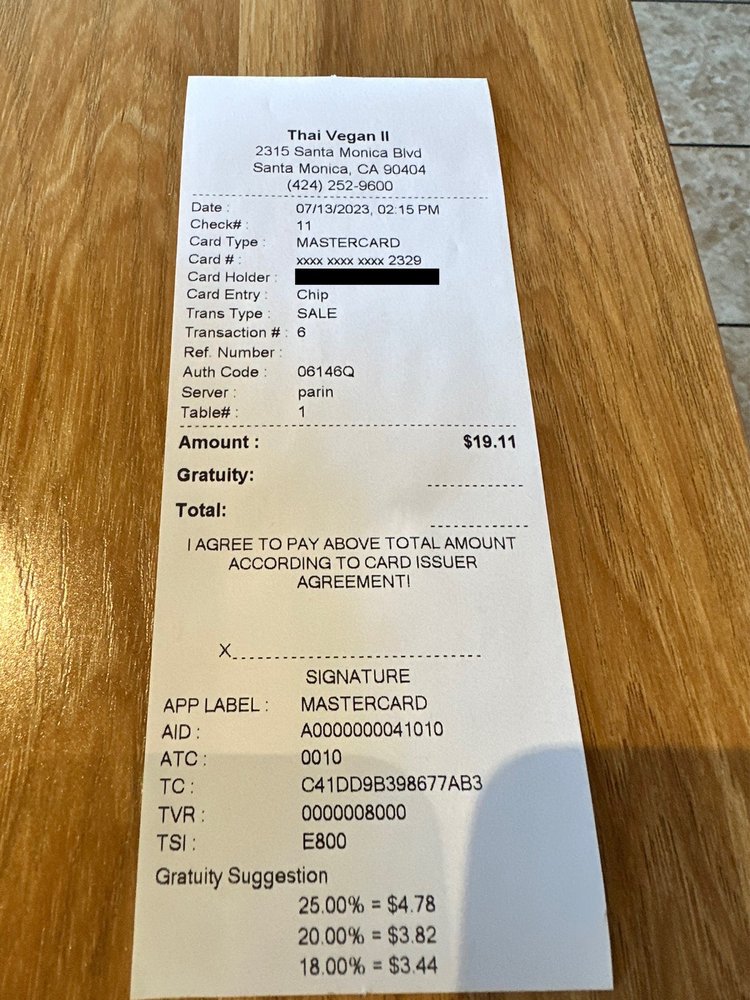 Thai Vegan II
2315 Santa Monica Blvd
Santa Monica, CA 90404
(424) 252-9600
Date : 07/13/2023, 02:15 PM
Check# : 11
Card Type : MASTERCARD
Card # : xxxx xxxx xxxx 2329
Card Holder :
Card Entry : Chip
Trans Type : SALE
Transaction # : 6
Ref. Number :
Auth Code : 06146Q
Server : parin
Table# : 1
Amount : $19.11
Gratuity:
Total:
I AGREE TO PAY ABOVE TOTAL AMOUNT
ACCORDING TO CARD ISSUER
AGREEMENT!
X
SIGNATURE
APP LABEL : MASTERCARD
AID : A0000000041010
ATC : 0010
TC : C41DD9B398677AB3
TVR : 0000008000
TSI : E800
Gratuity Suggestion
25.00% = $4.78
20.00% = $3.82
18.00% = $3.44